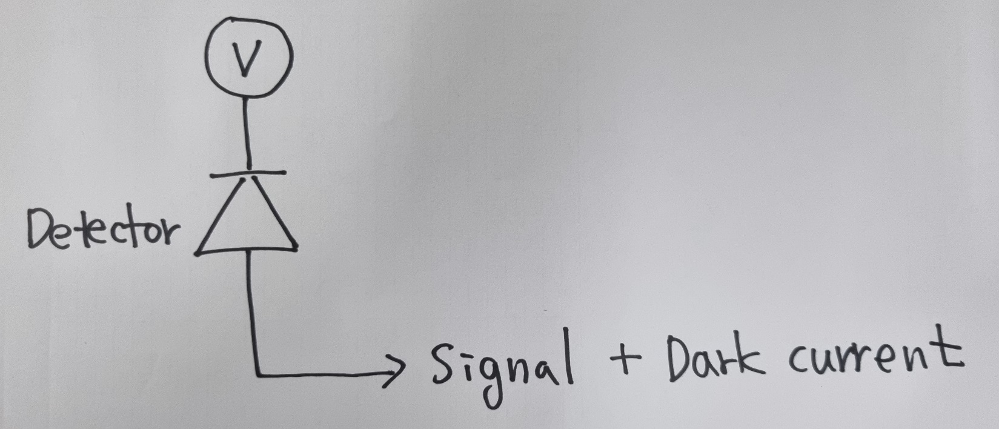 V
Detector
Signal + Dark current